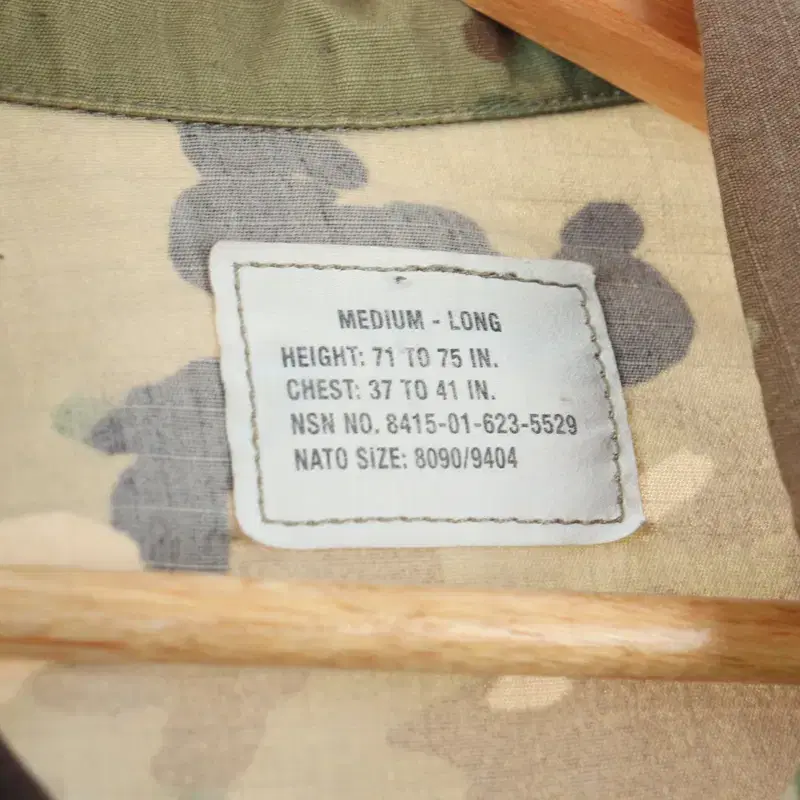 MEDIUM - LONG
HEIGHT: 71 TO 75 IN.
CHEST: 37 TO 41 IN.
NSN NO. 8415-01-623-5529
NATO SIZE: 8090/9404